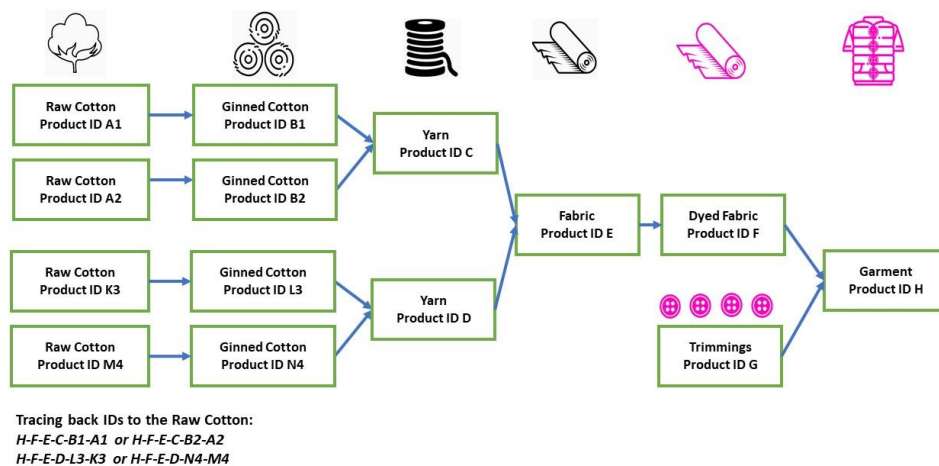 Raw Cotton
Product ID A1
Ginned Cotton
Product ID B1
Yarn
Product ID C
Raw Cotton
Product ID A2
Ginned Cotton
Product ID B2
Fabric
Product ID E
Dyed Fabric
Product ID F
Raw Cotton
Product ID K3
Ginned Cotton
Product ID L3
Yarn
Product ID D
Garment
Product ID H
Raw Cotton
Product ID M4
Ginned Cotton
Product ID N4
Trimmings
Product ID G
Tracing back IDs to the Raw Cotton:
H-F-E-C-B1-A1 or H-F-E-C-B2-A2
H-F-E-D-L3-K3 or H-F-E-D-N4-M4